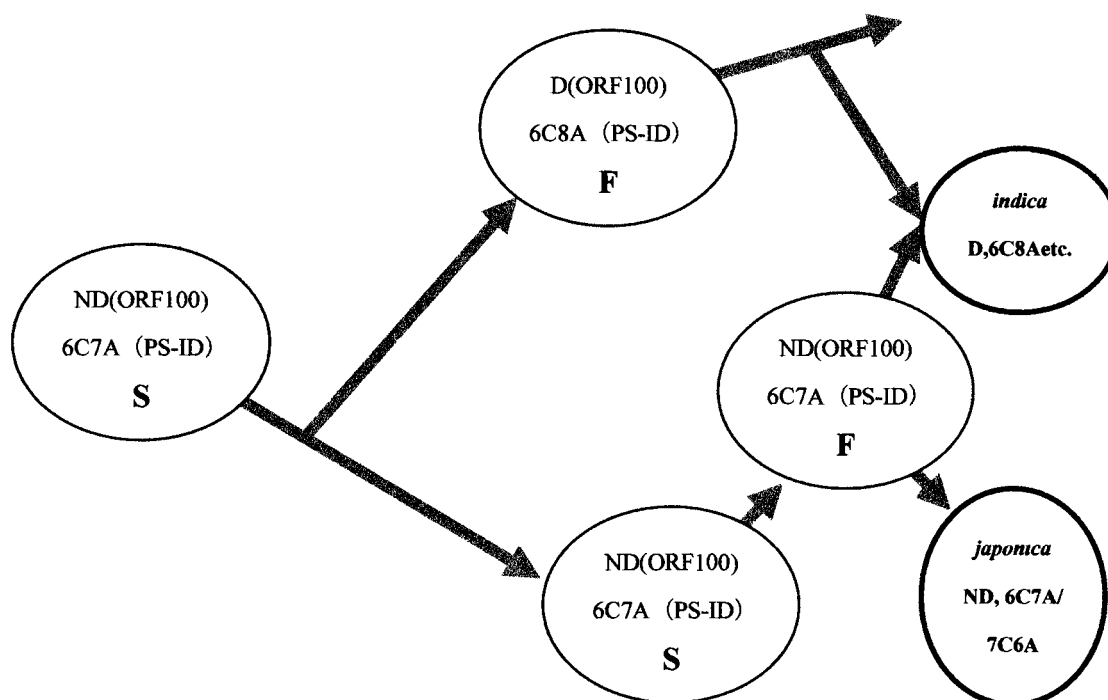 D(ORF100)
6C8A (PS-ID)
F
indica
D,6C8Aetc.
ND(ORF100)
6C7A (PS-ID)
S
ND(ORF100)
6C7A (PS-ID)
F
ND(ORF100)
6C7A (PS-ID)
S
japonica
ND, 6C7A/
7C6A